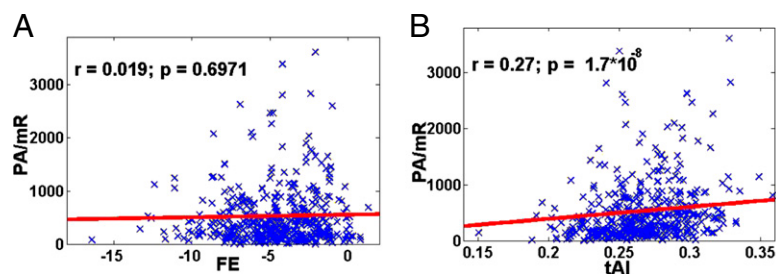 A
r = 0.019; p = 0.6971
PA/mR
3000
2000
1000
0
-15 -10 -5 0
FE
B
r = 0.27; p = 1.7*10^-8
PA/mR
3000
2000
1000
0
0.15 0.2 0.25 0.3 0.35
tAI